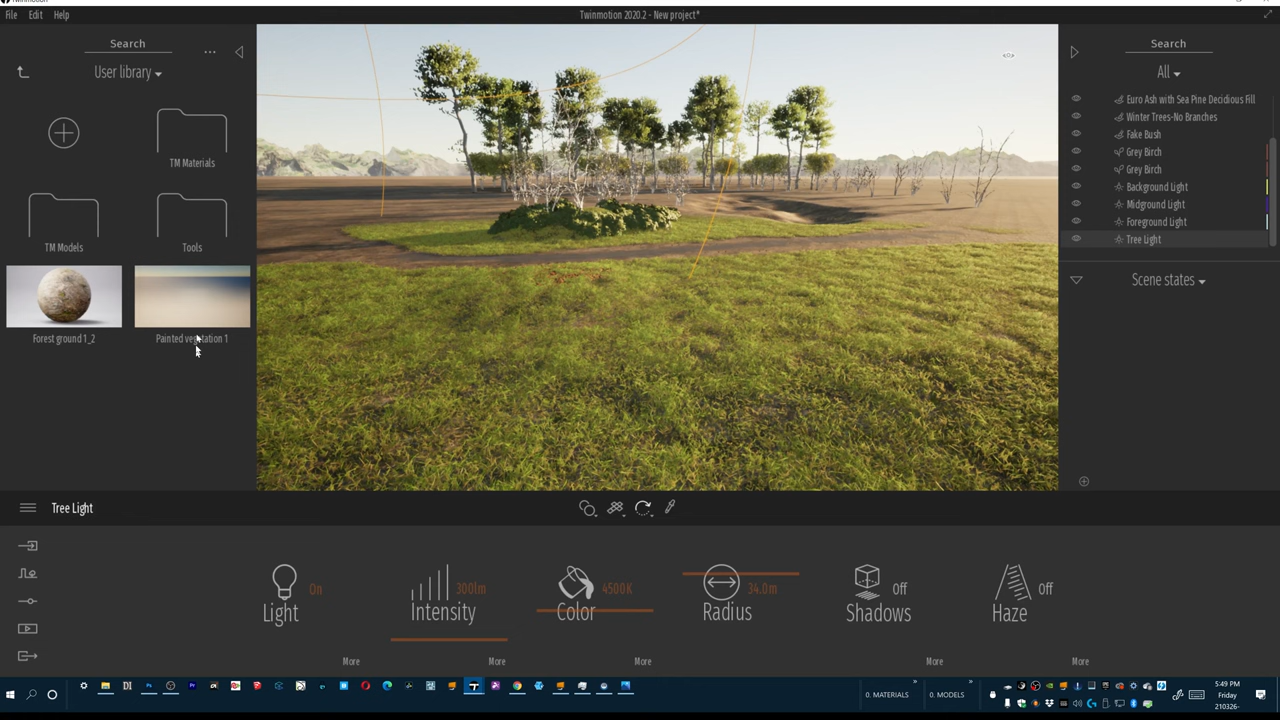 File Edit Help
Twinmotion 2020.2 - New project*
Search
...
User library
TM Materials
TM Models
Tools
Forest ground 1_2
Painted vegetation 1
Search
All
Euro Ash with Sea Pine Decidious Fill
Winter Trees-No Branches
Fake Bush
Grey Birch
Grey Birch
Background Light
Midground Light
Foreground Light
Tree Light
Scene states
Tree Light
Light On
Intensity 300lm
Color 4500K
Radius 34.0m
Shadows Off
Haze Off
More More More More More
0. MATERIALS
0. MODELS
5:49 PM
Friday
210326-